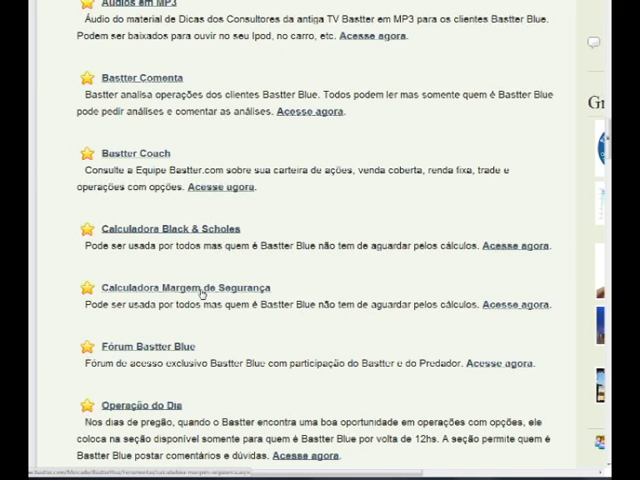 Áudios em MP3
Áudio do material de Dicas dos Consultores da antiga TV Bastter em MP3 para os clientes Bastter Blue.
Podem ser baixados para ouvir no seu Ipod, no carro, etc. Acesse agora.
Bastter Comenta
Bastter analisa operações dos clientes Bastter Blue. Todos podem ler mas somente quem é Bastter Blue
pode pedir análises e comentar as análises. Acesse agora.
Bastter Coach
Consulte a Equipe Bastter.com sobre sua carteira de ações, venda coberta, renda fixa, trade e
operações com opções. Acesse agora.
Calculadora Black & Scholes
Pode ser usada por todos mas quem é Bastter Blue não tem de aguardar pelos cálculos. Acesse agora.
Calculadora Margem de Segurança
Pode ser usada por todos mas quem é Bastter Blue não tem de aguardar pelos cálculos. Acesse agora.
Fórum Bastter Blue
Fórum de acesso exclusivo Bastter Blue com participação do Bastter e do Predador. Acesse agora.
Operação do Dia
Nos dias de pregão, quando o Bastter encontra uma boa oportunidade em operações com opções, ele
coloca na seção disponível somente para quem é Bastter Blue por volta de 12hs. A seção permite quem é
Bastter Blue postar comentários e dúvidas. Acesse agora.